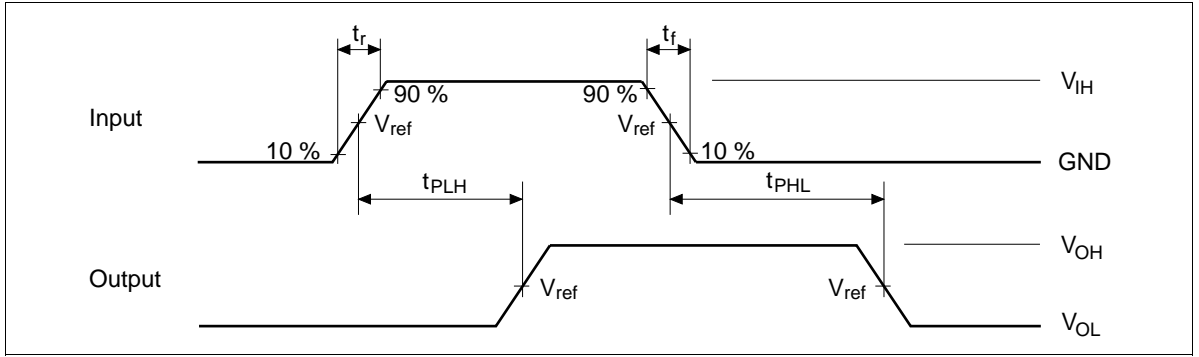 tr
tf
VIH
90 %
90 %
Input
Vref
Vref
10 %
10 %
GND
tPLH
tPHL
VOH
Output
Vref
Vref
VOL